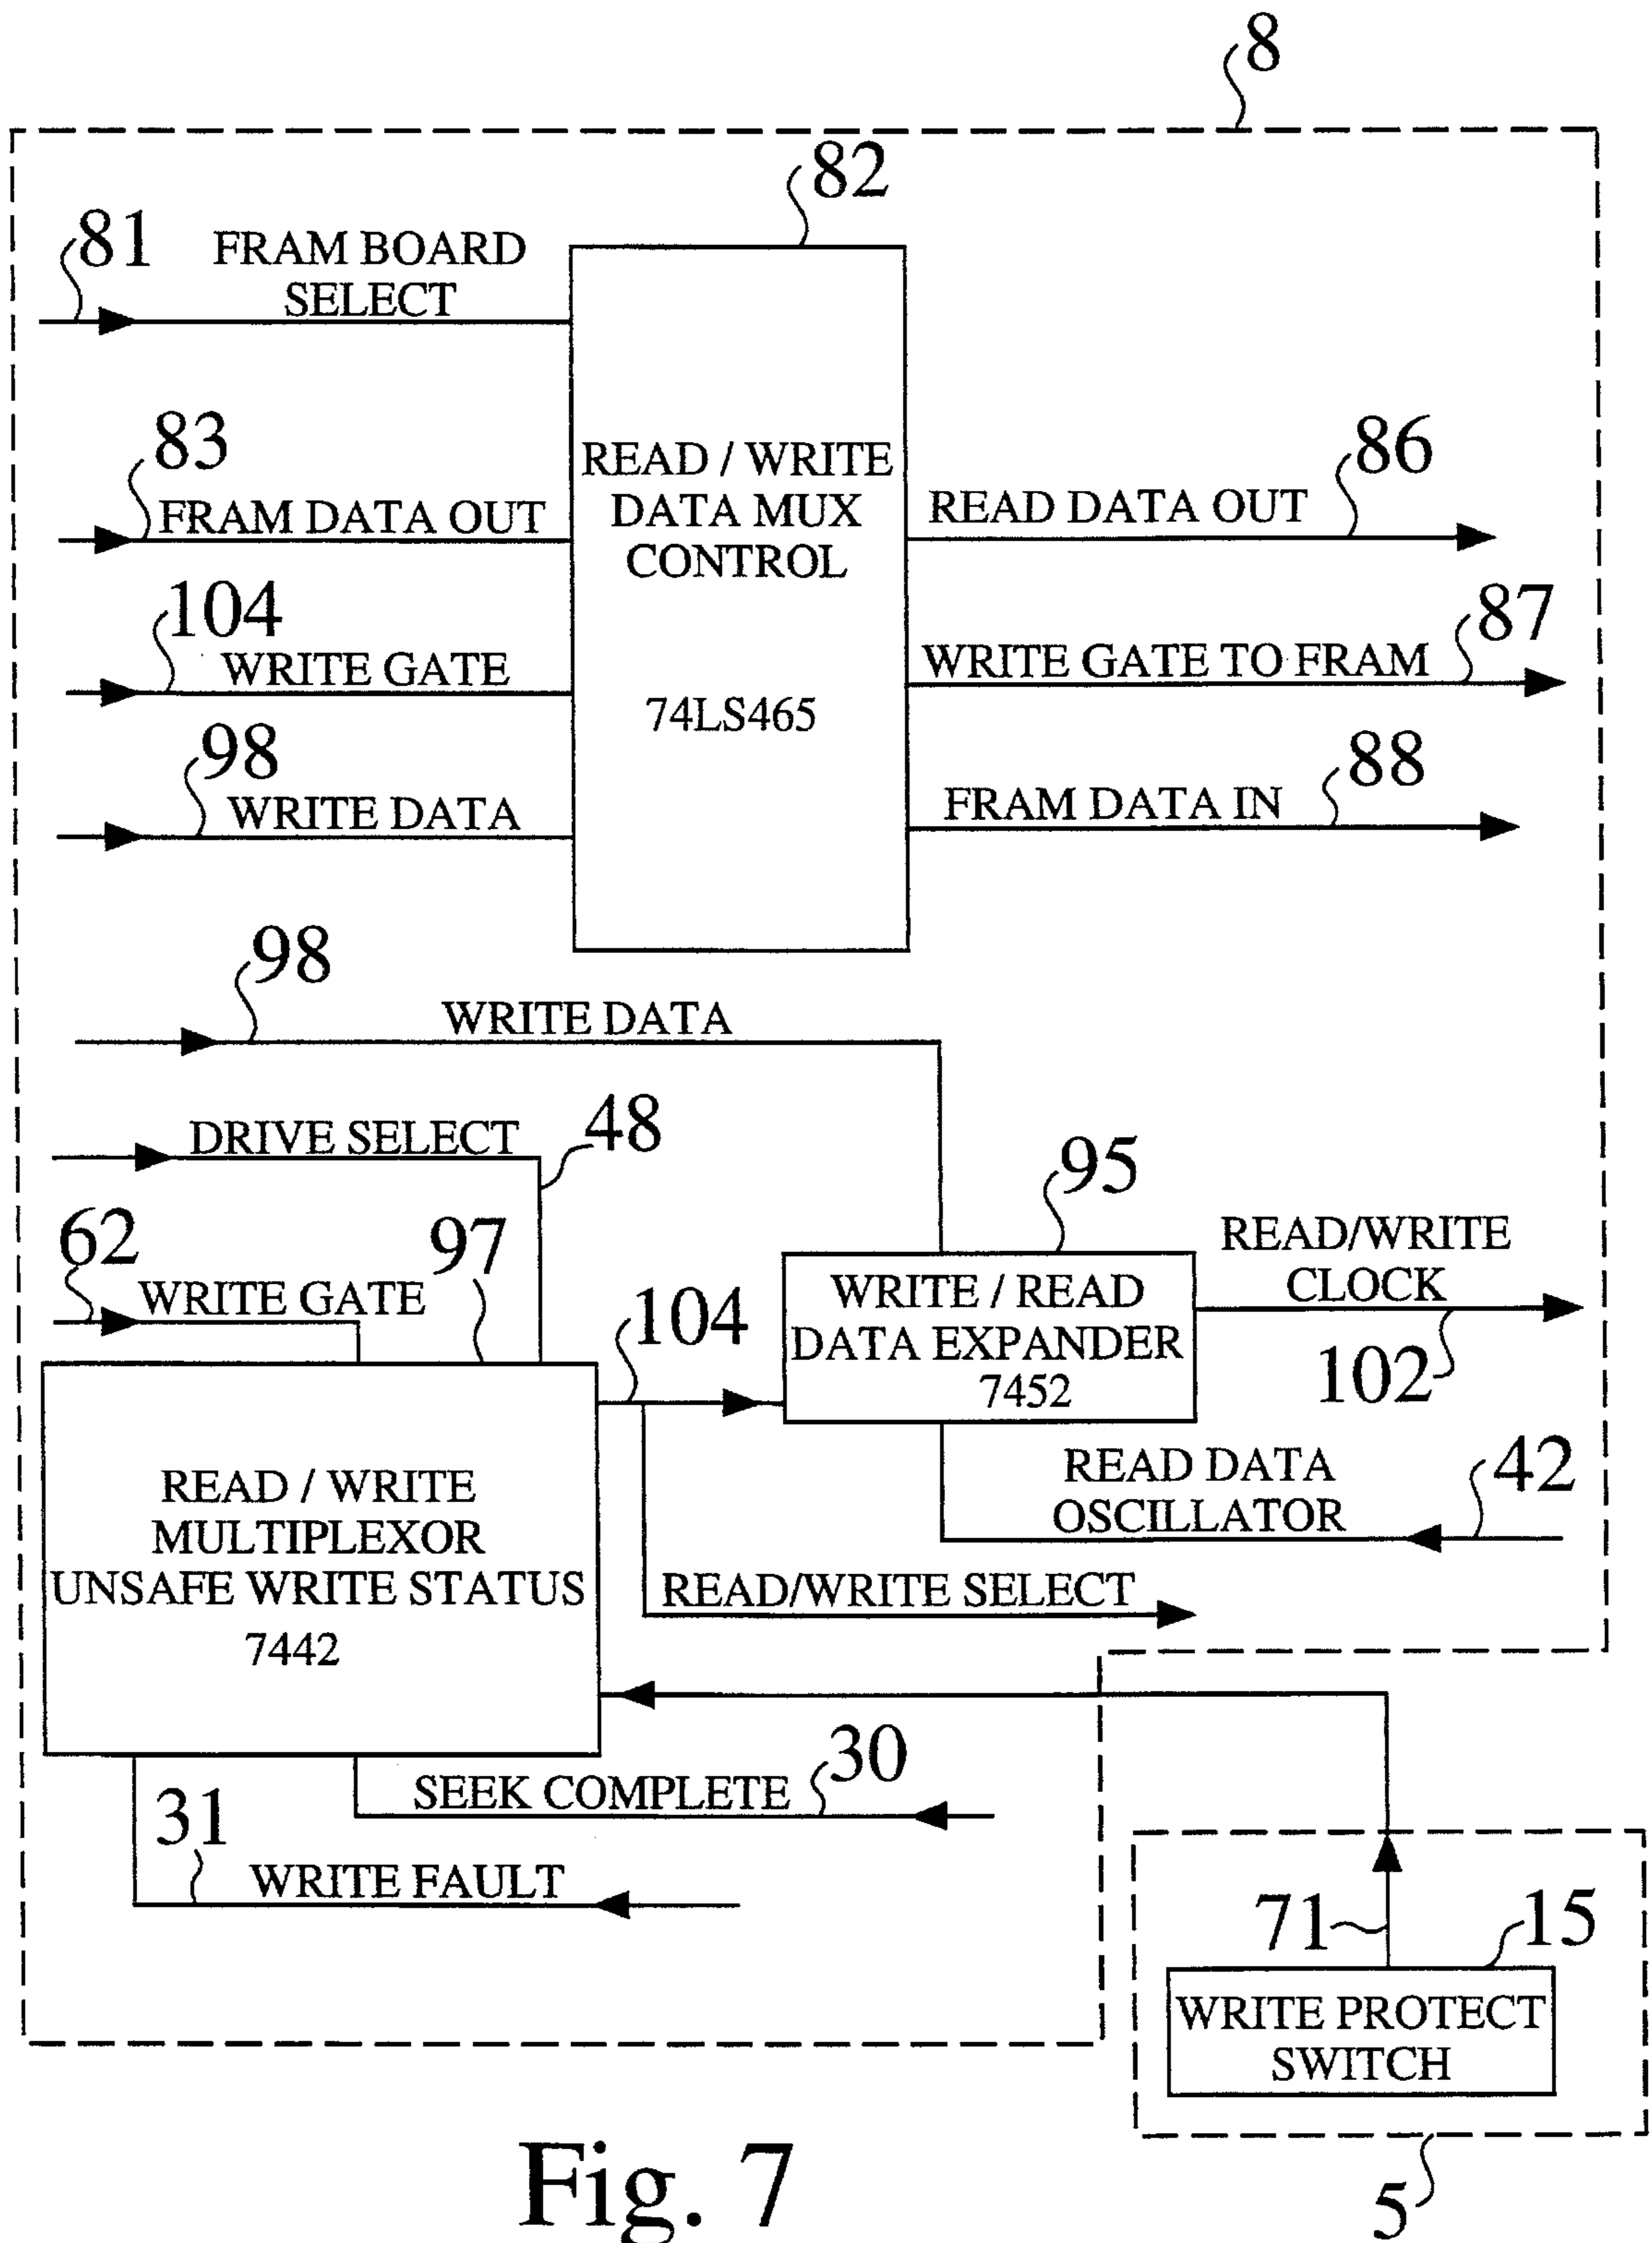 8
82
81
FRAM BOARD
SELECT
83
FRAM DATA OUT
104
WRITE GATE
98
WRITE DATA
READ / WRITE
DATA MUX
CONTROL
74LS465
86
READ DATA OUT
87
WRITE GATE TO FRAM
88
FRAM DATA IN
98
WRITE DATA
DRIVE SELECT
48
62
WRITE GATE
97
104
95
WRITE / READ
DATA EXPANDER
7452
READ/WRITE
CLOCK
102
READ DATA
OSCILLATOR
42
READ / WRITE
MULTIPLEXOR
UNSAFE WRITE STATUS
7442
READ/WRITE SELECT
SEEK COMPLETE
30
31
WRITE FAULT
71
15
WRITE PROTECT
SWITCH
5
Fig. 7